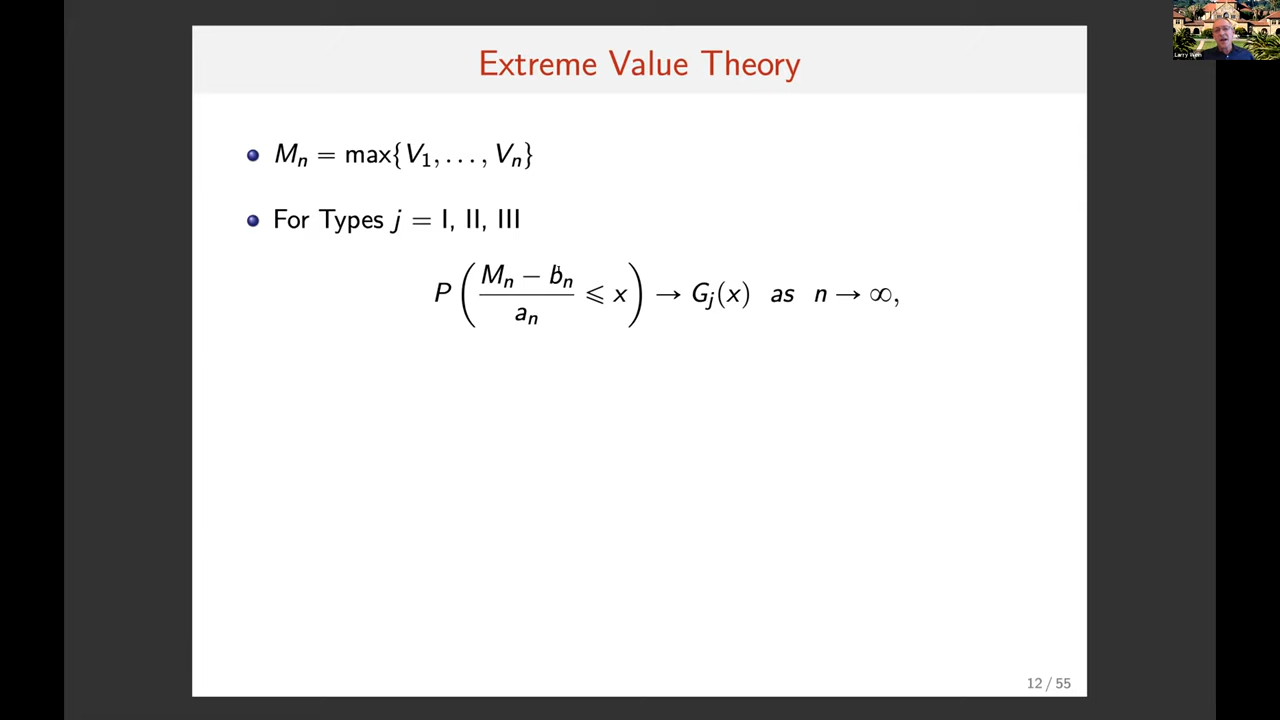 Extreme Value Theory
M_n = max{V_1, . . . , V_n}
For Types j = I, II, III
P ( (M_n − b_n) / a_n ⩽ x ) → G_j(x) as n → ∞,
12 / 55